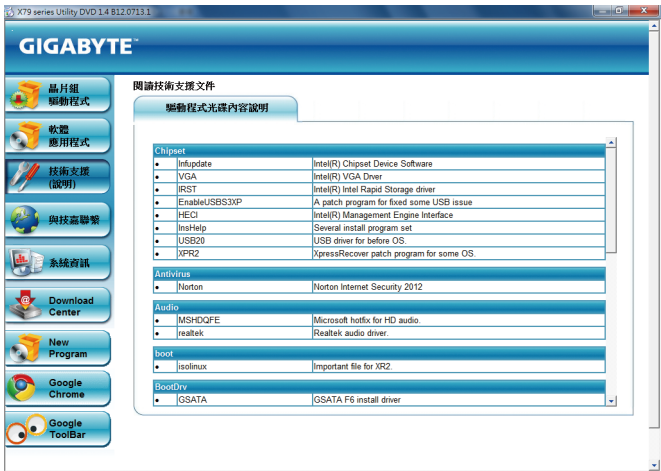 X79 series Utility DVD 1.4 B12.0713.1
GIGABYTE™
晶片組
驅動程式
軟體
應用程式
技術支援
(說明)
與技嘉聯繫
系統資訊
Download
Center
New
Program
Google
Chrome
Google
ToolBar
閱讀技術支援文件
驅動程式光碟內容說明
Chipset
• Infupdate Intel(R) Chipset Device Software
• VGA Intel(R) VGA Drver
• IRST Intel(R) Intel Rapid Storage driver
• EnableUSBS3XP A patch program for fixed some USB issue
• HECI Intel(R) Management Engine Interface
• InsHelp Several install program set
• USB20 USB driver for before OS.
• XPR2 XpressRecover patch program for some OS.
Antivirus
• Norton Norton Internet Security 2012
Audio
• MSHDQFE Microsoft hotfix for HD audio.
• realtek Realtek audio driver.
boot
• isolinux Important file for XR2.
BootDrv
• GSATA GSATA F6 install driver